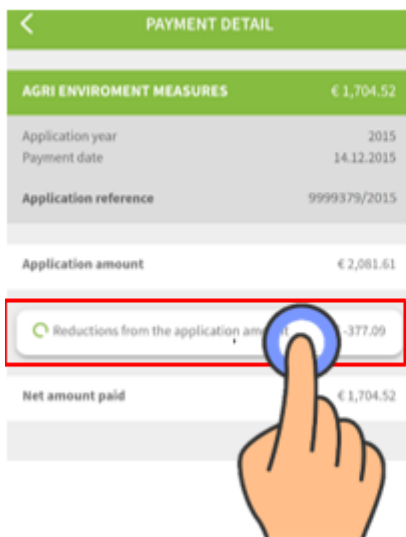 PAYMENT DETAIL
AGRI ENVIROMENT MEASURES € 1,704.52
Application year 2015
Payment date 14.12.2015
Application reference 9999379/2015
Application amount € 2,081.61
Reductions from the application -377.09
Net amount paid € 1,704.52